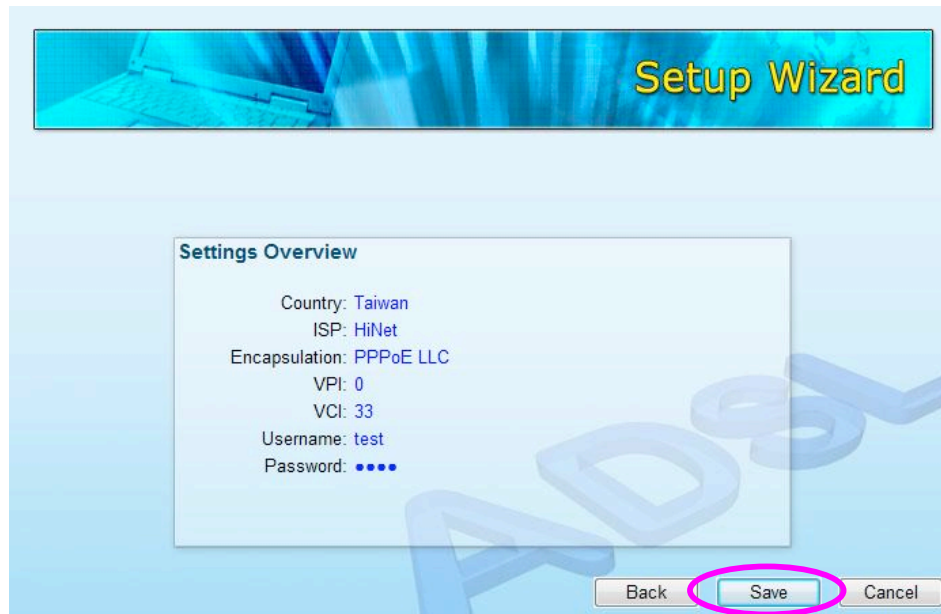 Setup Wizard
Settings Overview
Country: Taiwan
ISP: HiNet
Encapsulation: PPPoE LLC
VPI: 0
VCI: 33
Username: test
Password: ●●●●
ADSL
Back Save Cancel